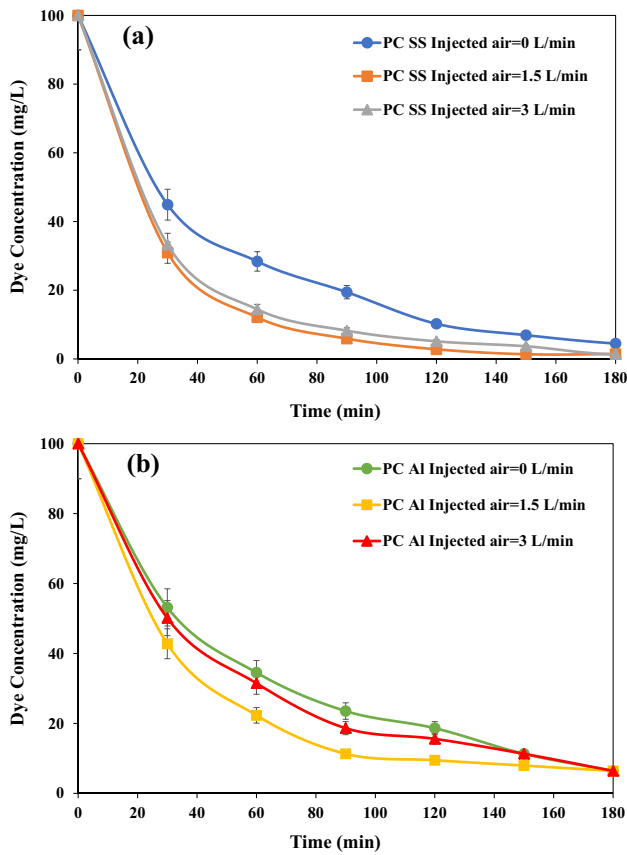 (a)
PC SS Injected air=0 L/min
PC SS Injected air=1.5 L/min
PC SS Injected air=3 L/min
Dye Concentration (mg/L)
100
80
60
40
20
0
0 20 40 60 80 100 120 140 160 180
Time (min)
(b)
PC Al Injected air=0 L/min
PC Al Injected air=1.5 L/min
PC Al Injected air=3 L/min
Dye Concentration (mg/L)
100
80
60
40
20
0
0 20 40 60 80 100 120 140 160 180
Time (min)